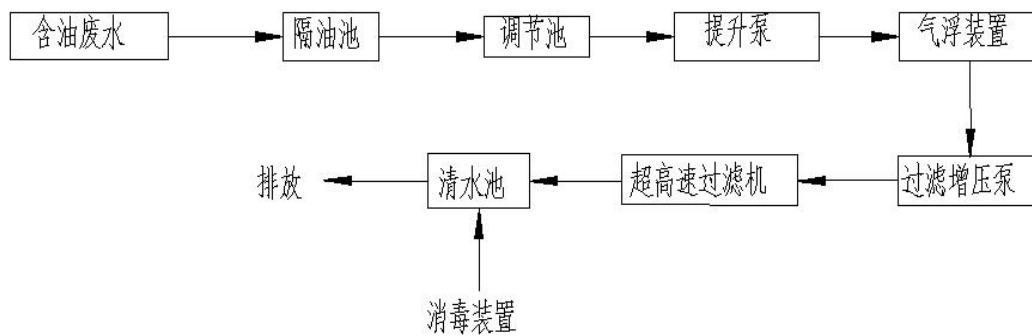 含油废水
隔油池
调节池
提升泵
气浮装置
排放
清水池
超高速过滤机
过滤增压泵
消毒装置